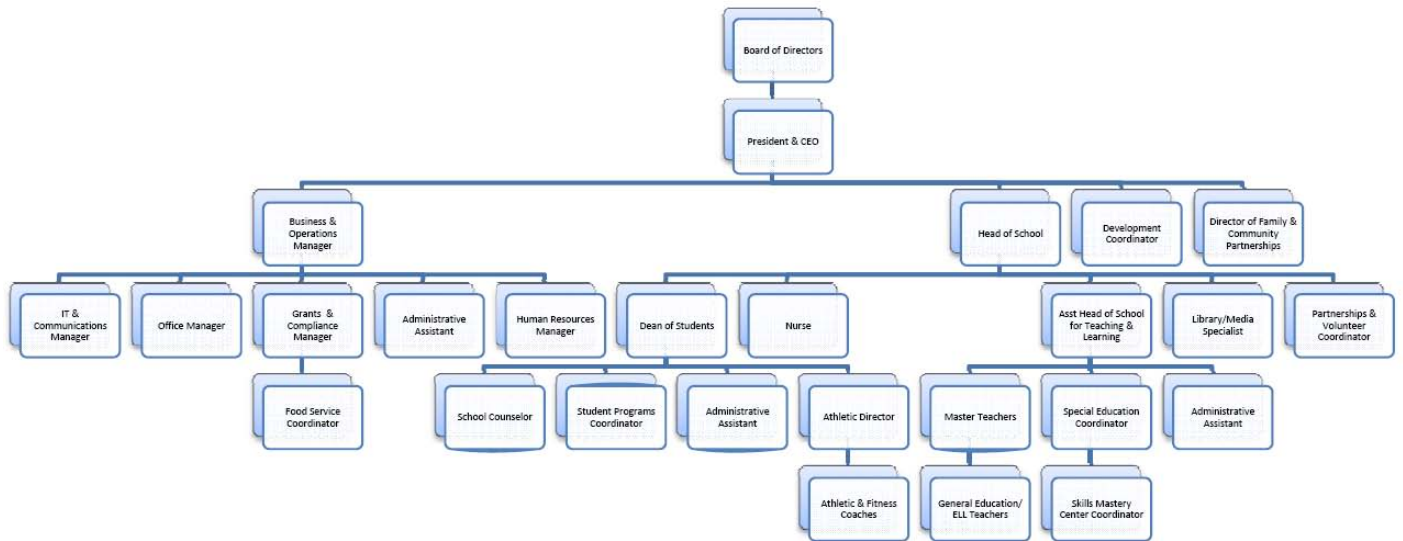 Board of Directors
President & CEO
Business &
Operations
Manager
Head of School
Development
Coordinator
Director of Family &
Community
Partnerships
IT &
Communications
Manager
Office Manager
Grants &
Compliance
Manager
Administrative
Assistant
Human Resources
Manager
Dean of Students
Nurse
Asst Head of School
for Teaching &
Learning
Library/Media
Specialist
Partnerships &
Volunteer
Coordinator
Food Service
Coordinator
School Counselor
Student Programs
Coordinator
Administrative
Assistant
Athletic Director
Master Teachers
Special Education
Coordinator
Administrative
Assistant
Athletic & Fitness
Coaches
General Education/
ELL Teachers
Skills Mastery
Center Coordinator